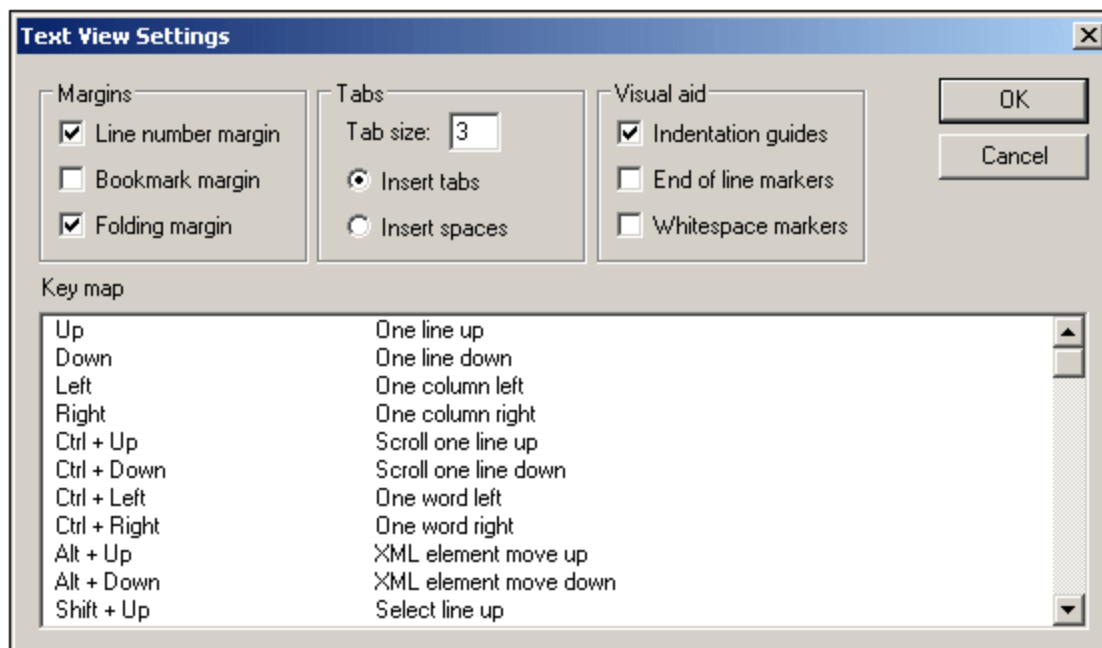 Text View Settings
Margins
Line number margin
Bookmark margin
Folding margin
Tabs
Tab size: 3
Insert tabs
Insert spaces
Visual aid
Indentation guides
End of line markers
Whitespace markers
OK
Cancel
Key map
Up One line up
Down One line down
Left One column left
Right One column right
Ctrl + Up Scroll one line up
Ctrl + Down Scroll one line down
Ctrl + Left One word left
Ctrl + Right One word right
Alt + Up XML element move up
Alt + Down XML element move down
Shift + Up Select line up